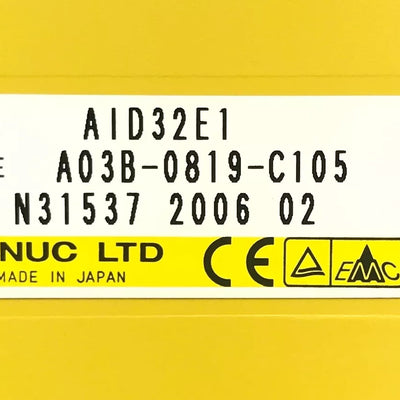 AID32E1
E A03B-0819-C105
N31537 2006 02
NUC LTD CE EMC
MADE IN JAPAN